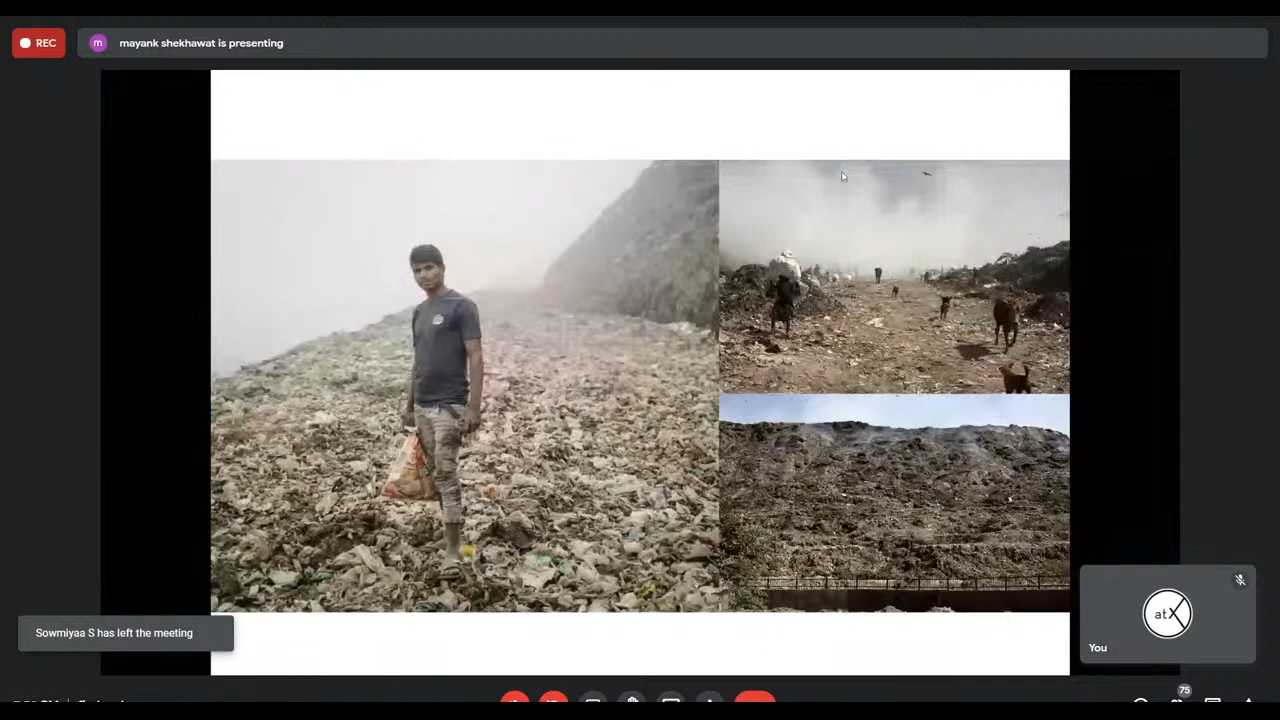 REC
m
mayank shekhawat is presenting
Sowmiyaa S has left the meeting
atX
You
75